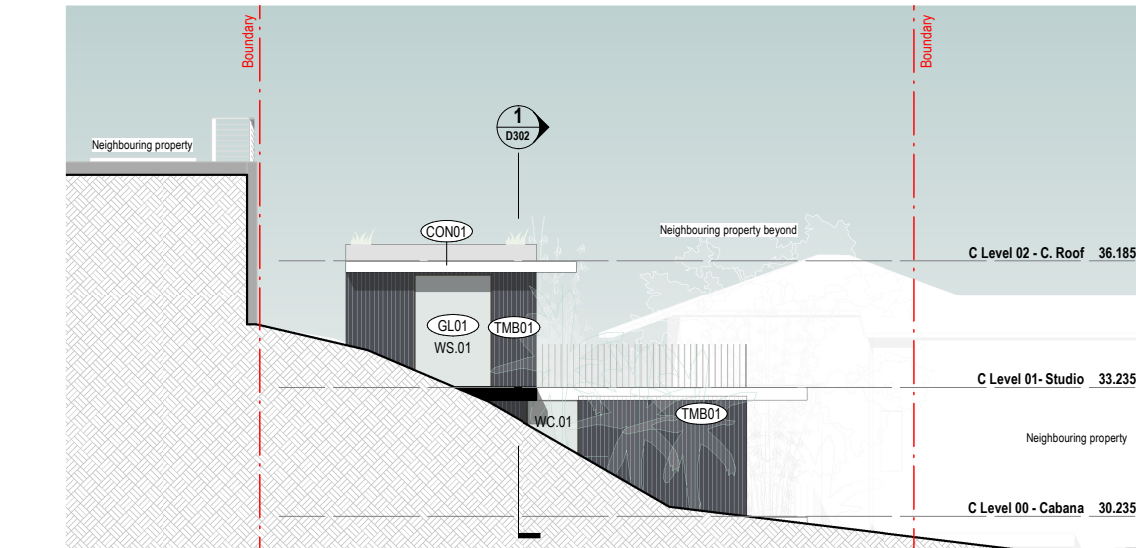 Boundary
Boundary
1
D302
Neighbouring property
Neighbouring property beyond
CON01
C Level 02 - C. Roof 36.185
GL01
TMB01
WS.01
C Level 01- Studio 33.235
TMB01
WC.01
Neighbouring property
C Level 00 - Cabana 30.235